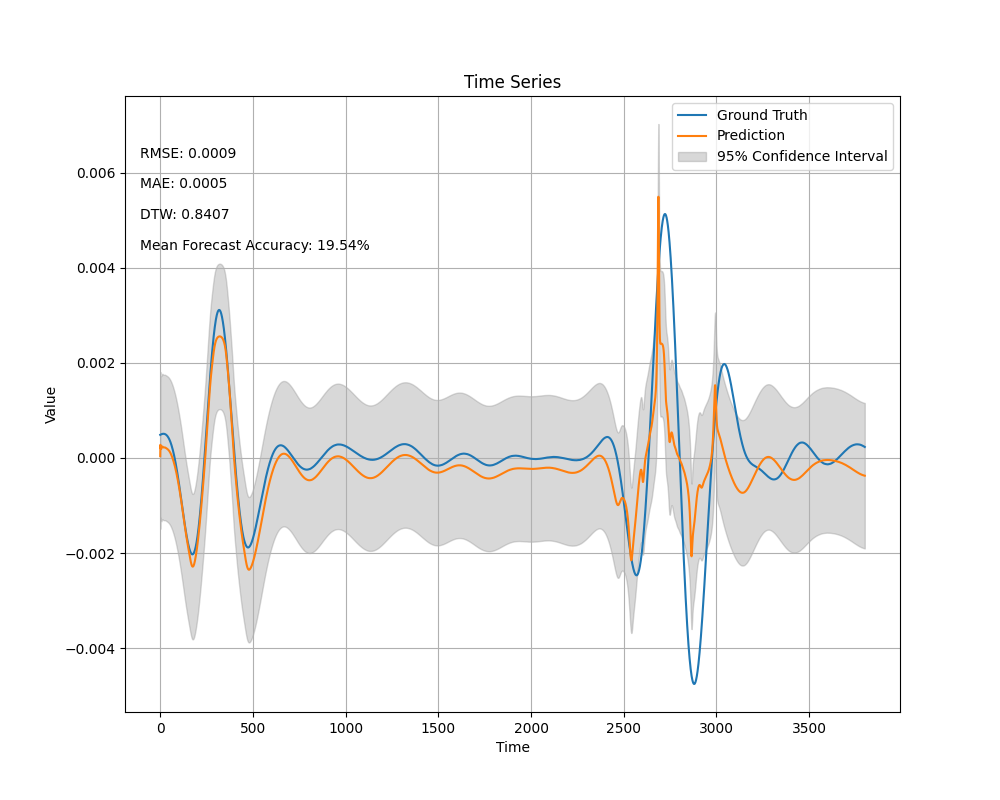 Time Series
Ground Truth
Prediction
95% Confidence Interval
RMSE: 0.0009
MAE: 0.0005
DTW: 0.8407
Mean Forecast Accuracy: 19.54%
0.006
0.004
0.002
0.000
−0.002
−0.004
Value
0 500 1000 1500 2000 2500 3000 3500
Time